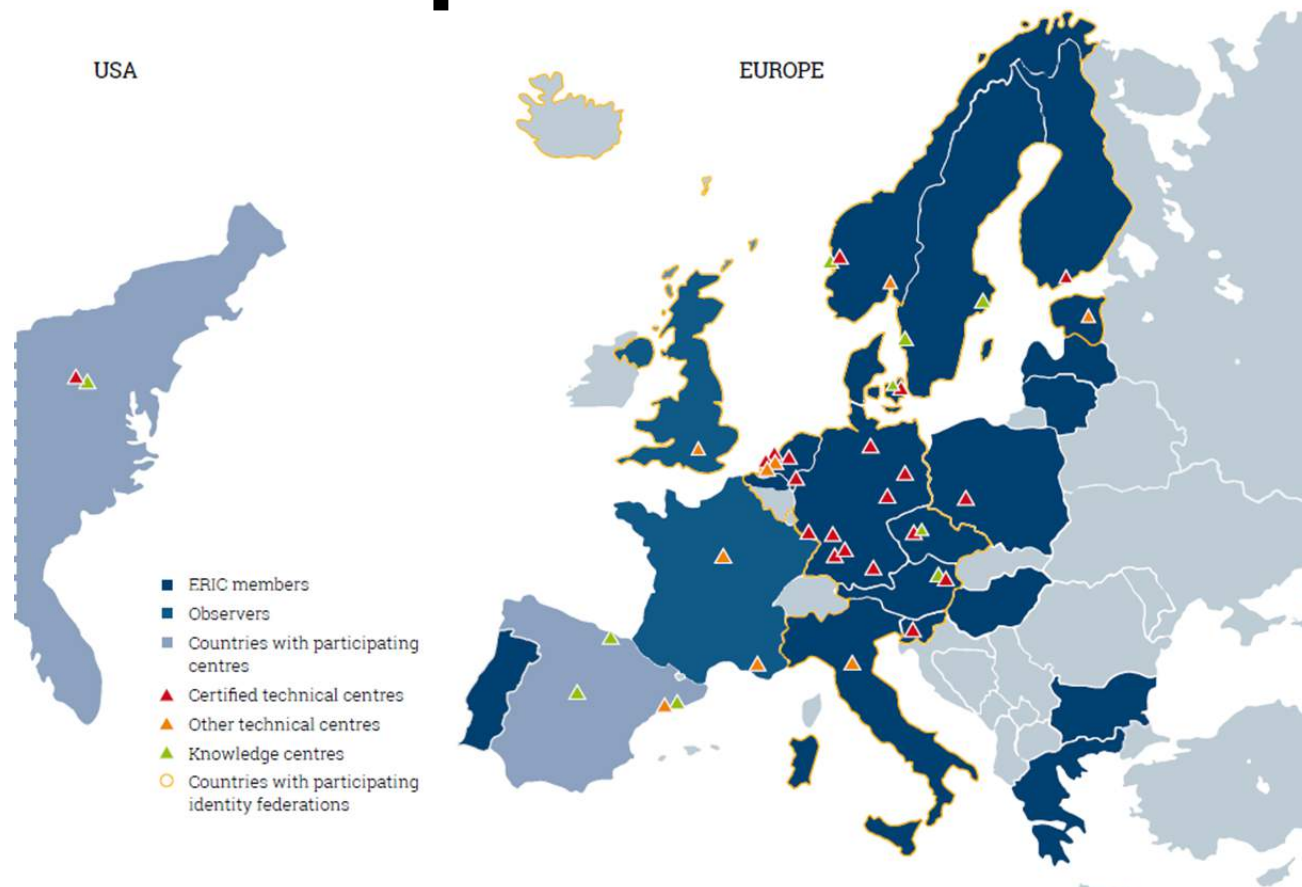 USA
EUROPE
ERIC members
Observers
Countries with participating
centres
Certified technical centres
Other technical centres
Knowledge centres
Countries with participating
identity federations